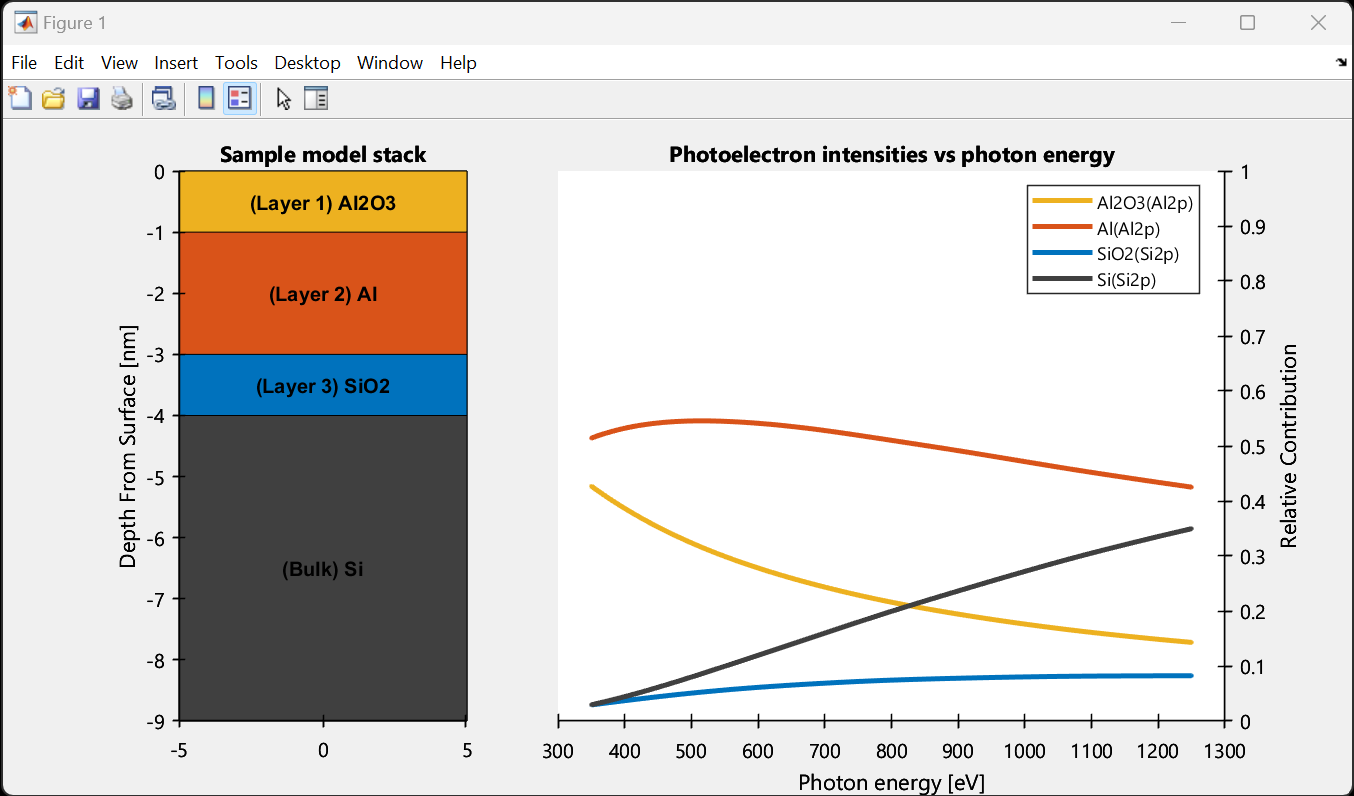 Figure 1
File Edit View Insert Tools Desktop Window Help
Sample model stack
0
-1
-2
-3
-4
-5
-6
-7
-8
-9
Depth From Surface [nm]
(Layer 1) Al2O3
(Layer 2) Al
(Layer 3) SiO2
(Bulk) Si
-5 0 5
Photoelectron intensities vs photon energy
Al2O3(Al2p)
Al(Al2p)
SiO2(Si2p)
Si(Si2p)
1
0.9
0.8
0.7
0.6
0.5
0.4
0.3
0.2
0.1
0
Relative Contribution
300 400 500 600 700 800 900 1000 1100 1200 1300
Photon energy [eV]